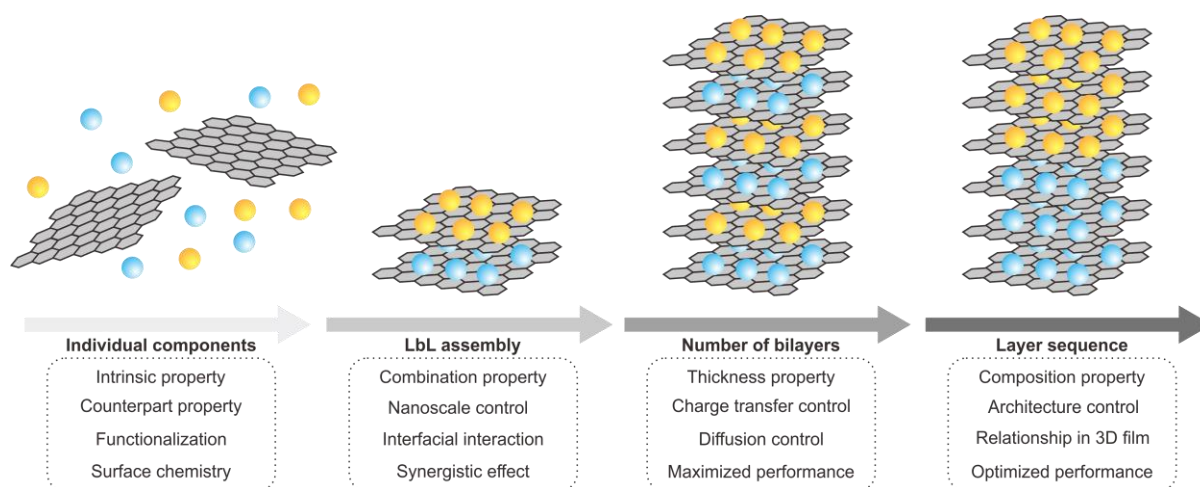 Individual components
Intrinsic property
Counterpart property
Functionalization
Surface chemistry
LbL assembly
Combination property
Nanoscale control
Interfacial interaction
Synergistic effect
Number of bilayers
Thickness property
Charge transfer control
Diffusion control
Maximized performance
Layer sequence
Composition property
Architecture control
Relationship in 3D film
Optimized performance